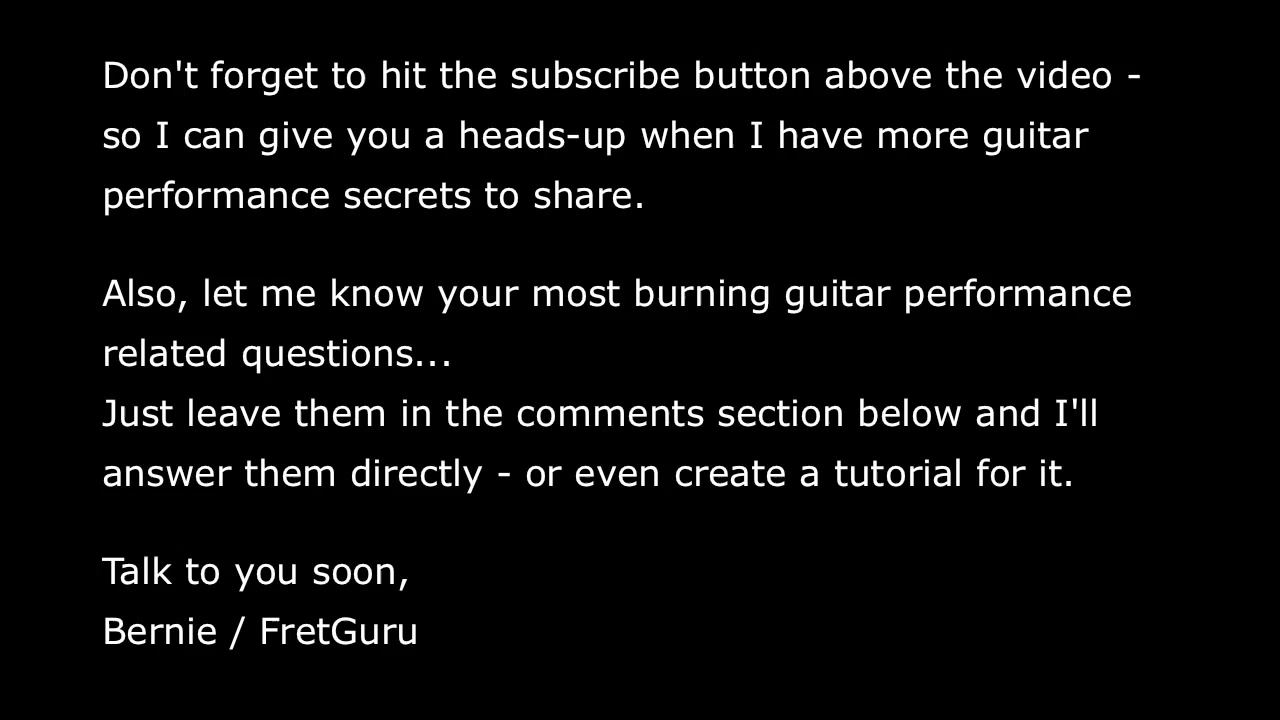 Don't forget to hit the subscribe button above the video -
so I can give you a heads-up when I have more guitar
performance secrets to share.
Also, let me know your most burning guitar performance
related questions...
Just leave them in the comments section below and I'll
answer them directly - or even create a tutorial for it.
Talk to you soon,
Bernie / FretGuru